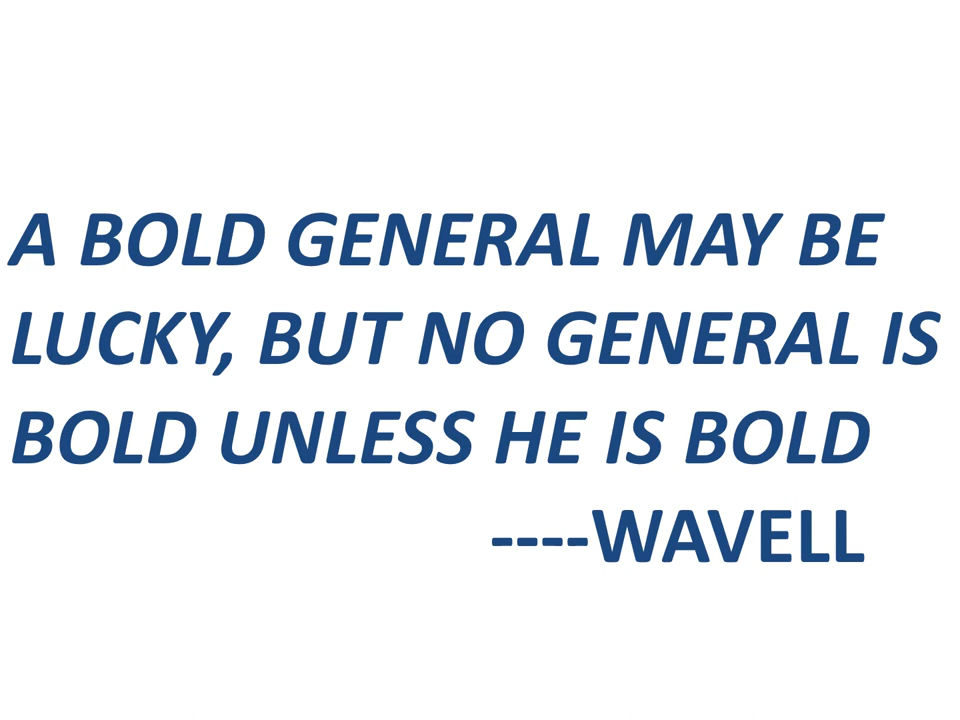 A BOLD GENERAL MAY BE
LUCKY, BUT NO GENERAL IS
BOLD UNLESS HE IS BOLD
----WAVELL